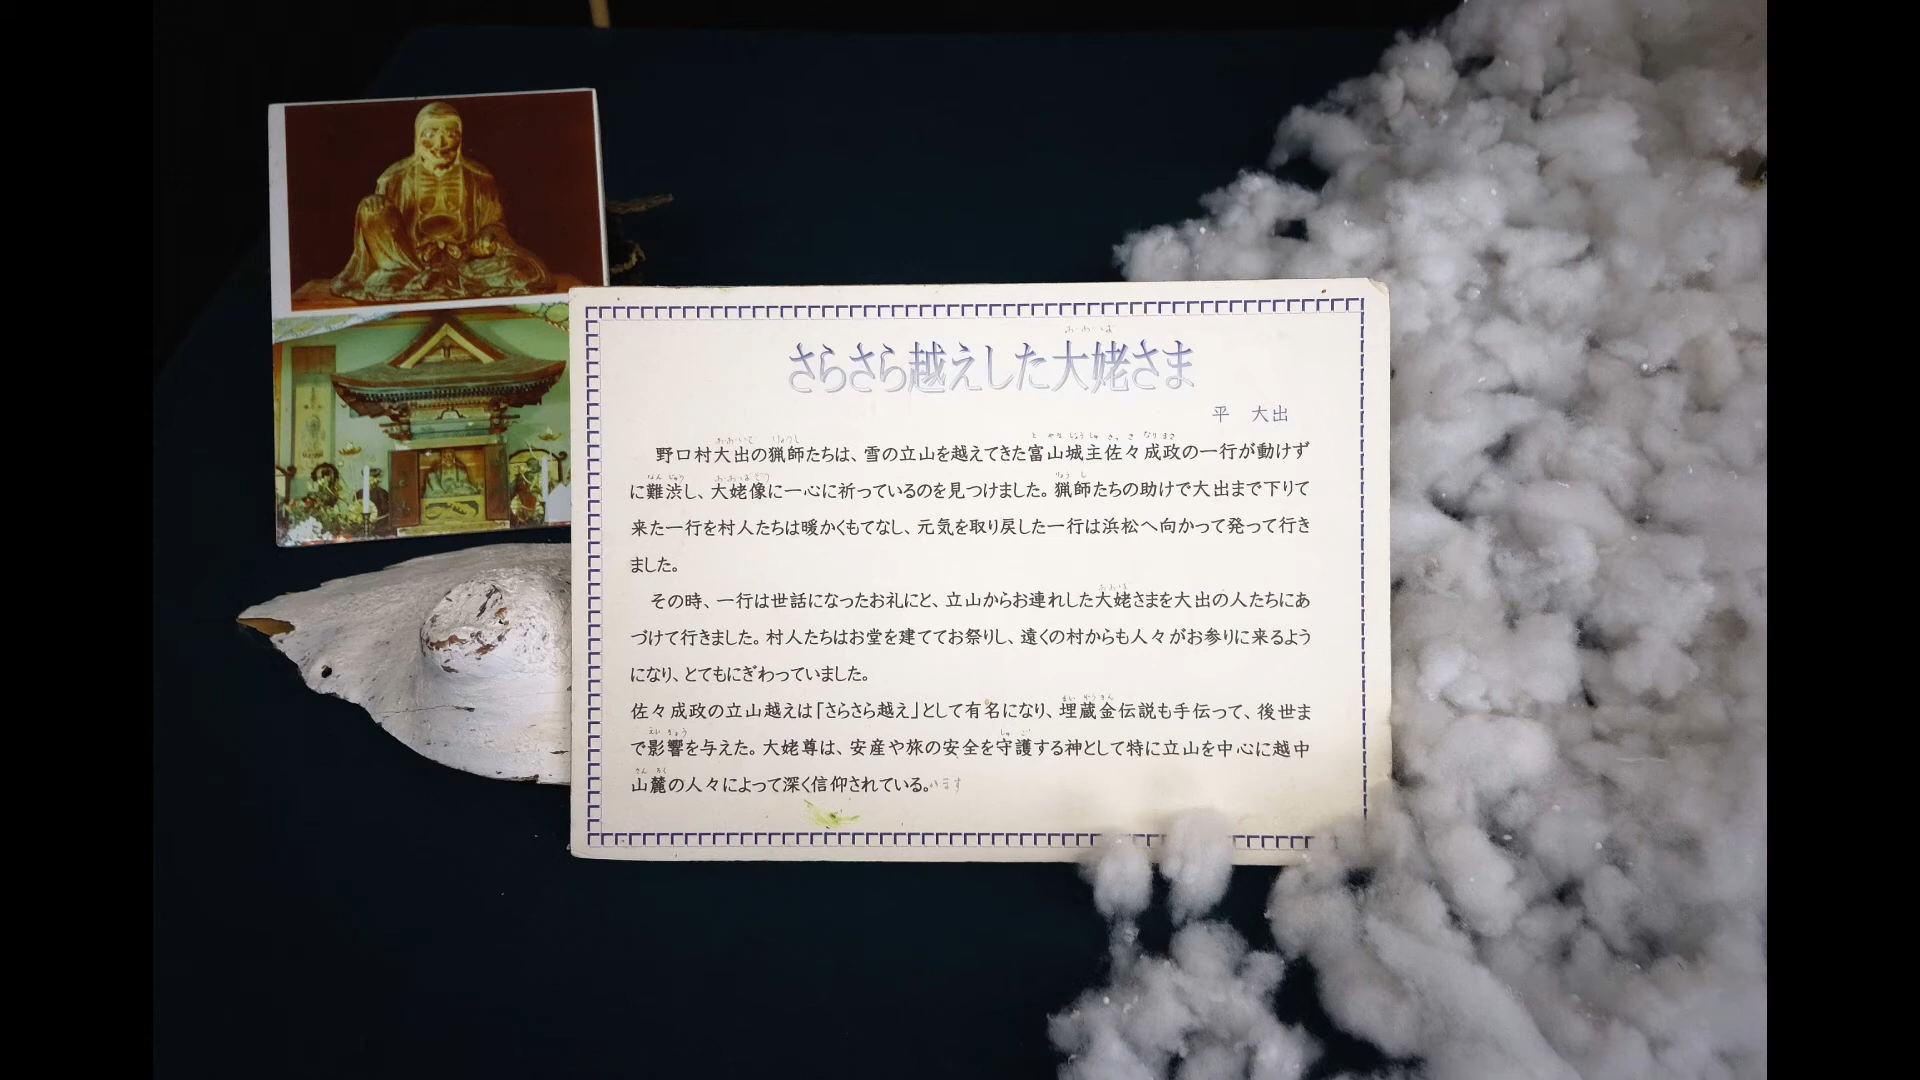 さらさら越えした大姥さま
平　大出
野口村大出の猟師たちは、雪の立山を越えてきた富山城主佐々成政の一行が動けず
に難渋し、大姥像に一心に祈っているのを見つけました。猟師たちの助けで大出まで下りて
来た一行を村人たちは暖かくもてなし、元気を取り戻した一行は浜松へ向かって発って行き
ました。
その時、一行は世話になったお礼にと、立山からお連れした大姥さまを大出の人たちにあ
づけて行きました。村人たちはお堂を建ててお祭りし、遠くの村からも人々がお参りに来るよう
になり、とてもにぎわっていました。
佐々成政の立山越えは「さらさら越え」として有名になり、埋蔵金伝説も手伝って、後世ま
で影響を与えた。大姥尊は、安産や旅の安全を守護する神として特に立山を中心に越中
山麓の人々によって深く信仰されている。います